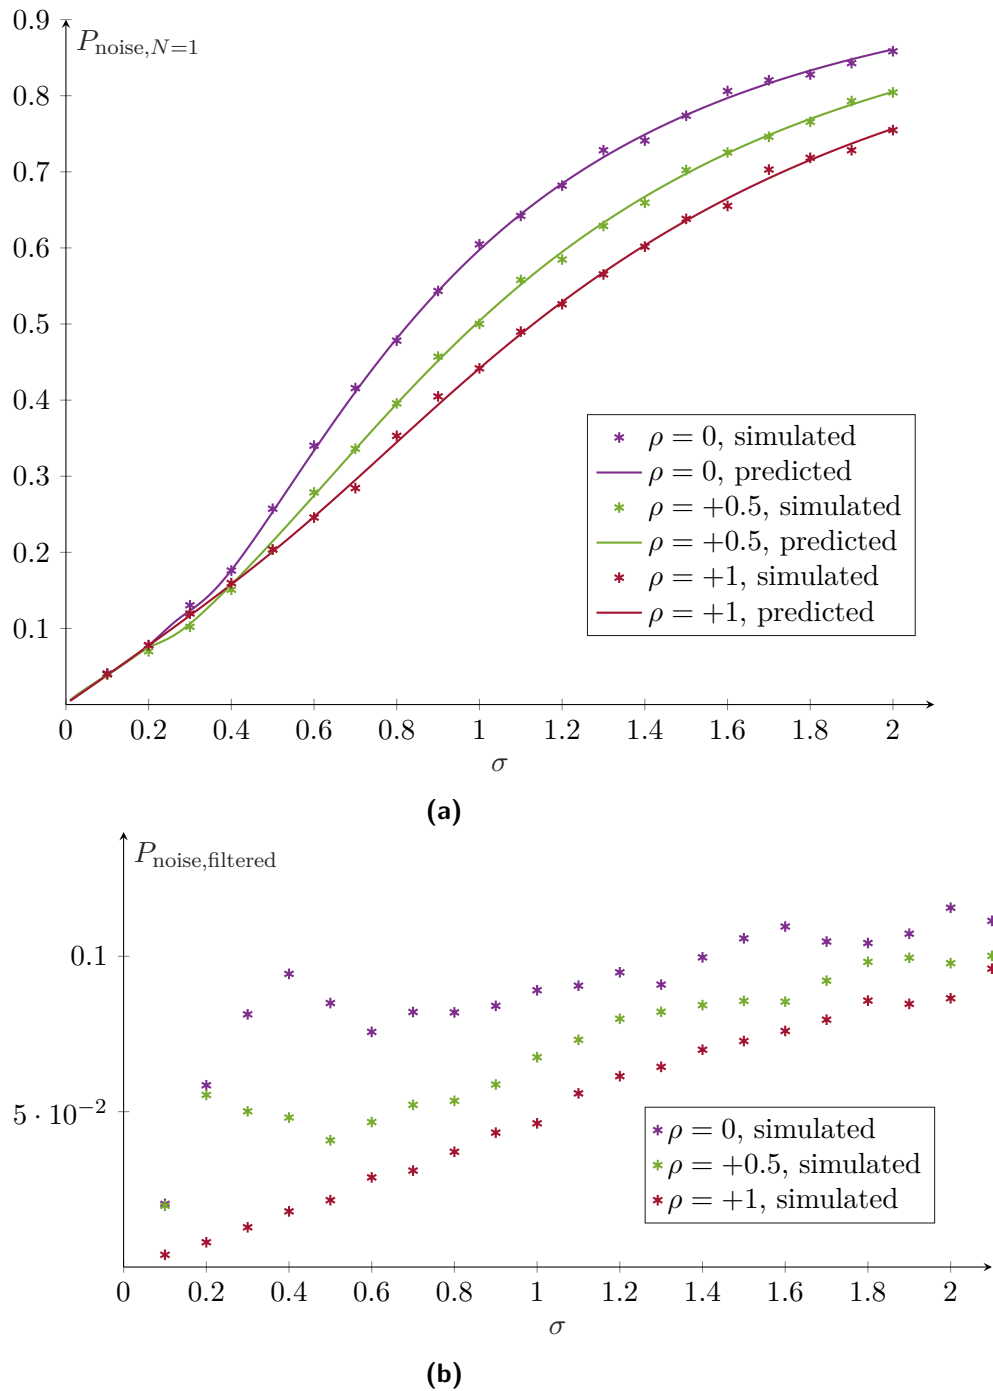 0.9
P_noise,N=1
0.8
0.7
0.6
0.5
0.4
0.3
0.2
0.1
ρ = 0, simulated
ρ = 0, predicted
ρ = +0.5, simulated
ρ = +0.5, predicted
ρ = +1, simulated
ρ = +1, predicted
0 0.2 0.4 0.6 0.8 1 1.2 1.4 1.6 1.8 2
σ
(a)
P_noise,filtered
0.1
5 · 10^−2
ρ = 0, simulated
ρ = +0.5, simulated
ρ = +1, simulated
0 0.2 0.4 0.6 0.8 1 1.2 1.4 1.6 1.8 2
σ
(b)